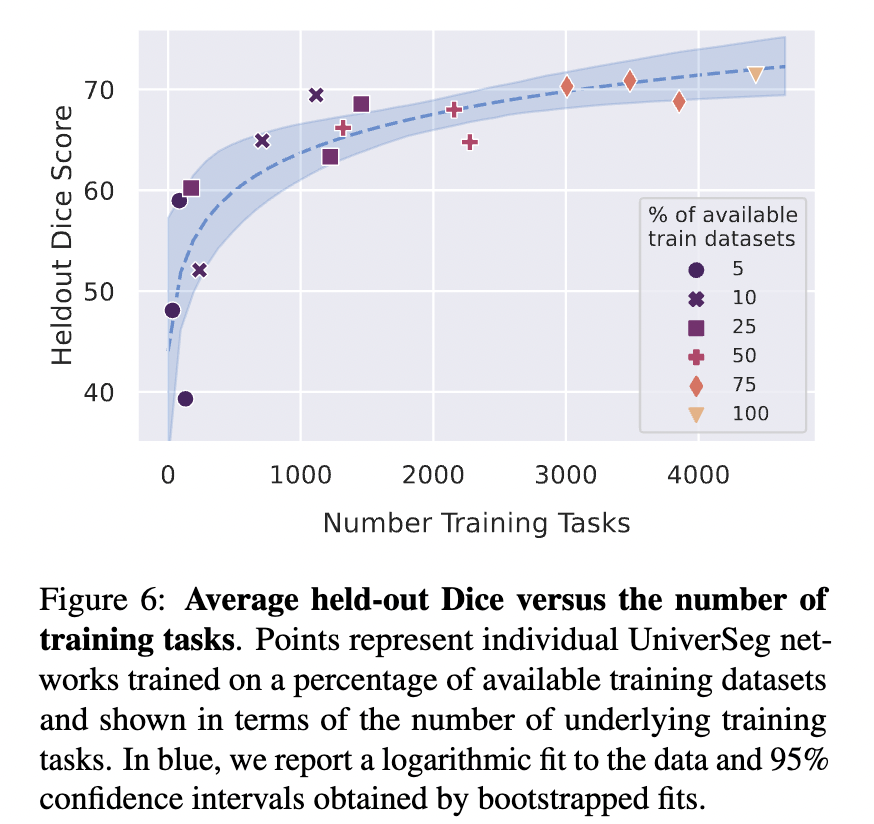 70
60
50
40
Heldout Dice Score
% of available
train datasets
5
10
25
50
75
100
0 1000 2000 3000 4000
Number Training Tasks
Figure 6: Average held-out Dice versus the number of
training tasks. Points represent individual UniverSeg net-
works trained on a percentage of available training datasets
and shown in terms of the number of underlying training
tasks. In blue, we report a logarithmic fit to the data and 95%
confidence intervals obtained by bootstrapped fits.